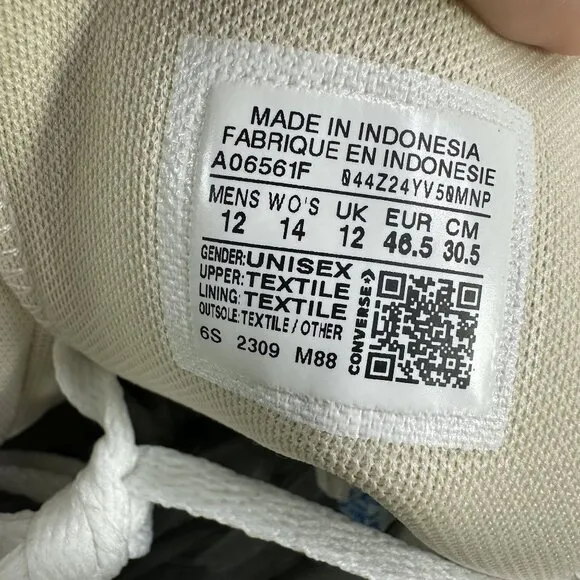 MADE IN INDONESIA
FABRIQUE EN INDONESIE
A06561F 044Z24YV50MNP
MENS WO'S UK EUR CM
12 14 12 46.5 30.5
GENDER: UNISEX
UPPER: TEXTILE
LINING: TEXTILE
OUTSOLE: TEXTILE / OTHER
6S 2309 M88
CONVERSE